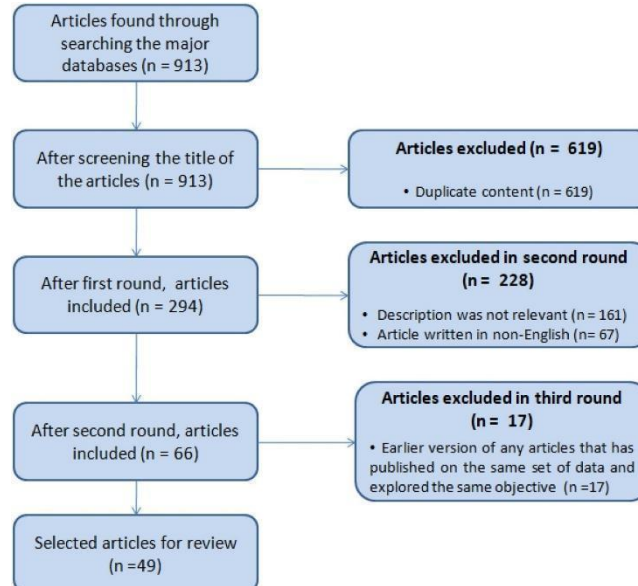 Articles found through
searching the major
databases (n = 913)
After screening the title of
the articles (n = 913)
Articles excluded (n = 619)
• Duplicate content (n = 619)
After first round, articles
included (n = 294)
Articles excluded in second round
(n = 228)
• Description was not relevant (n = 161)
• Article written in non-English (n= 67)
After second round, articles
included (n = 66)
Articles excluded in third round
(n = 17)
• Earlier version of any articles that has
published on the same set of data and
explored the same objective (n =17)
Selected articles for review
(n =49)